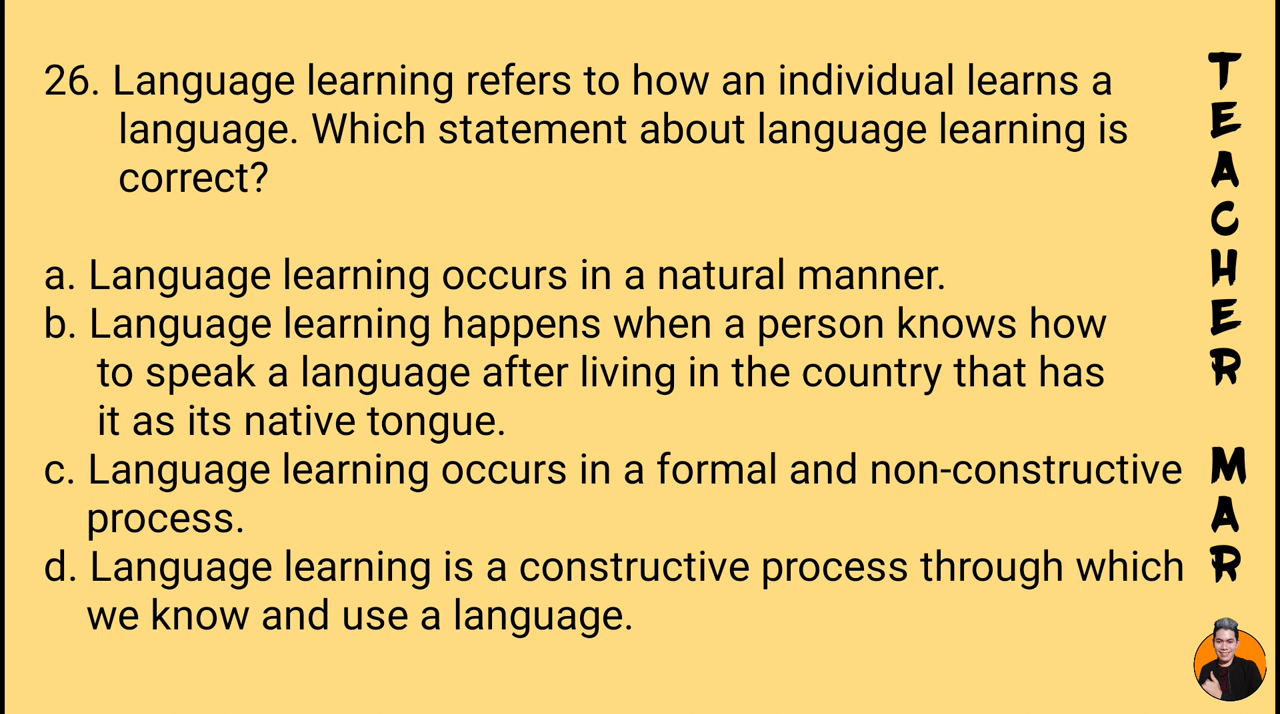 26. Language learning refers to how an individual learns a
language. Which statement about language learning is
correct?
a. Language learning occurs in a natural manner.
b. Language learning happens when a person knows how
to speak a language after living in the country that has
it as its native tongue.
c. Language learning occurs in a formal and non-constructive
process.
d. Language learning is a constructive process through which
we know and use a language.
TEACHER MAR